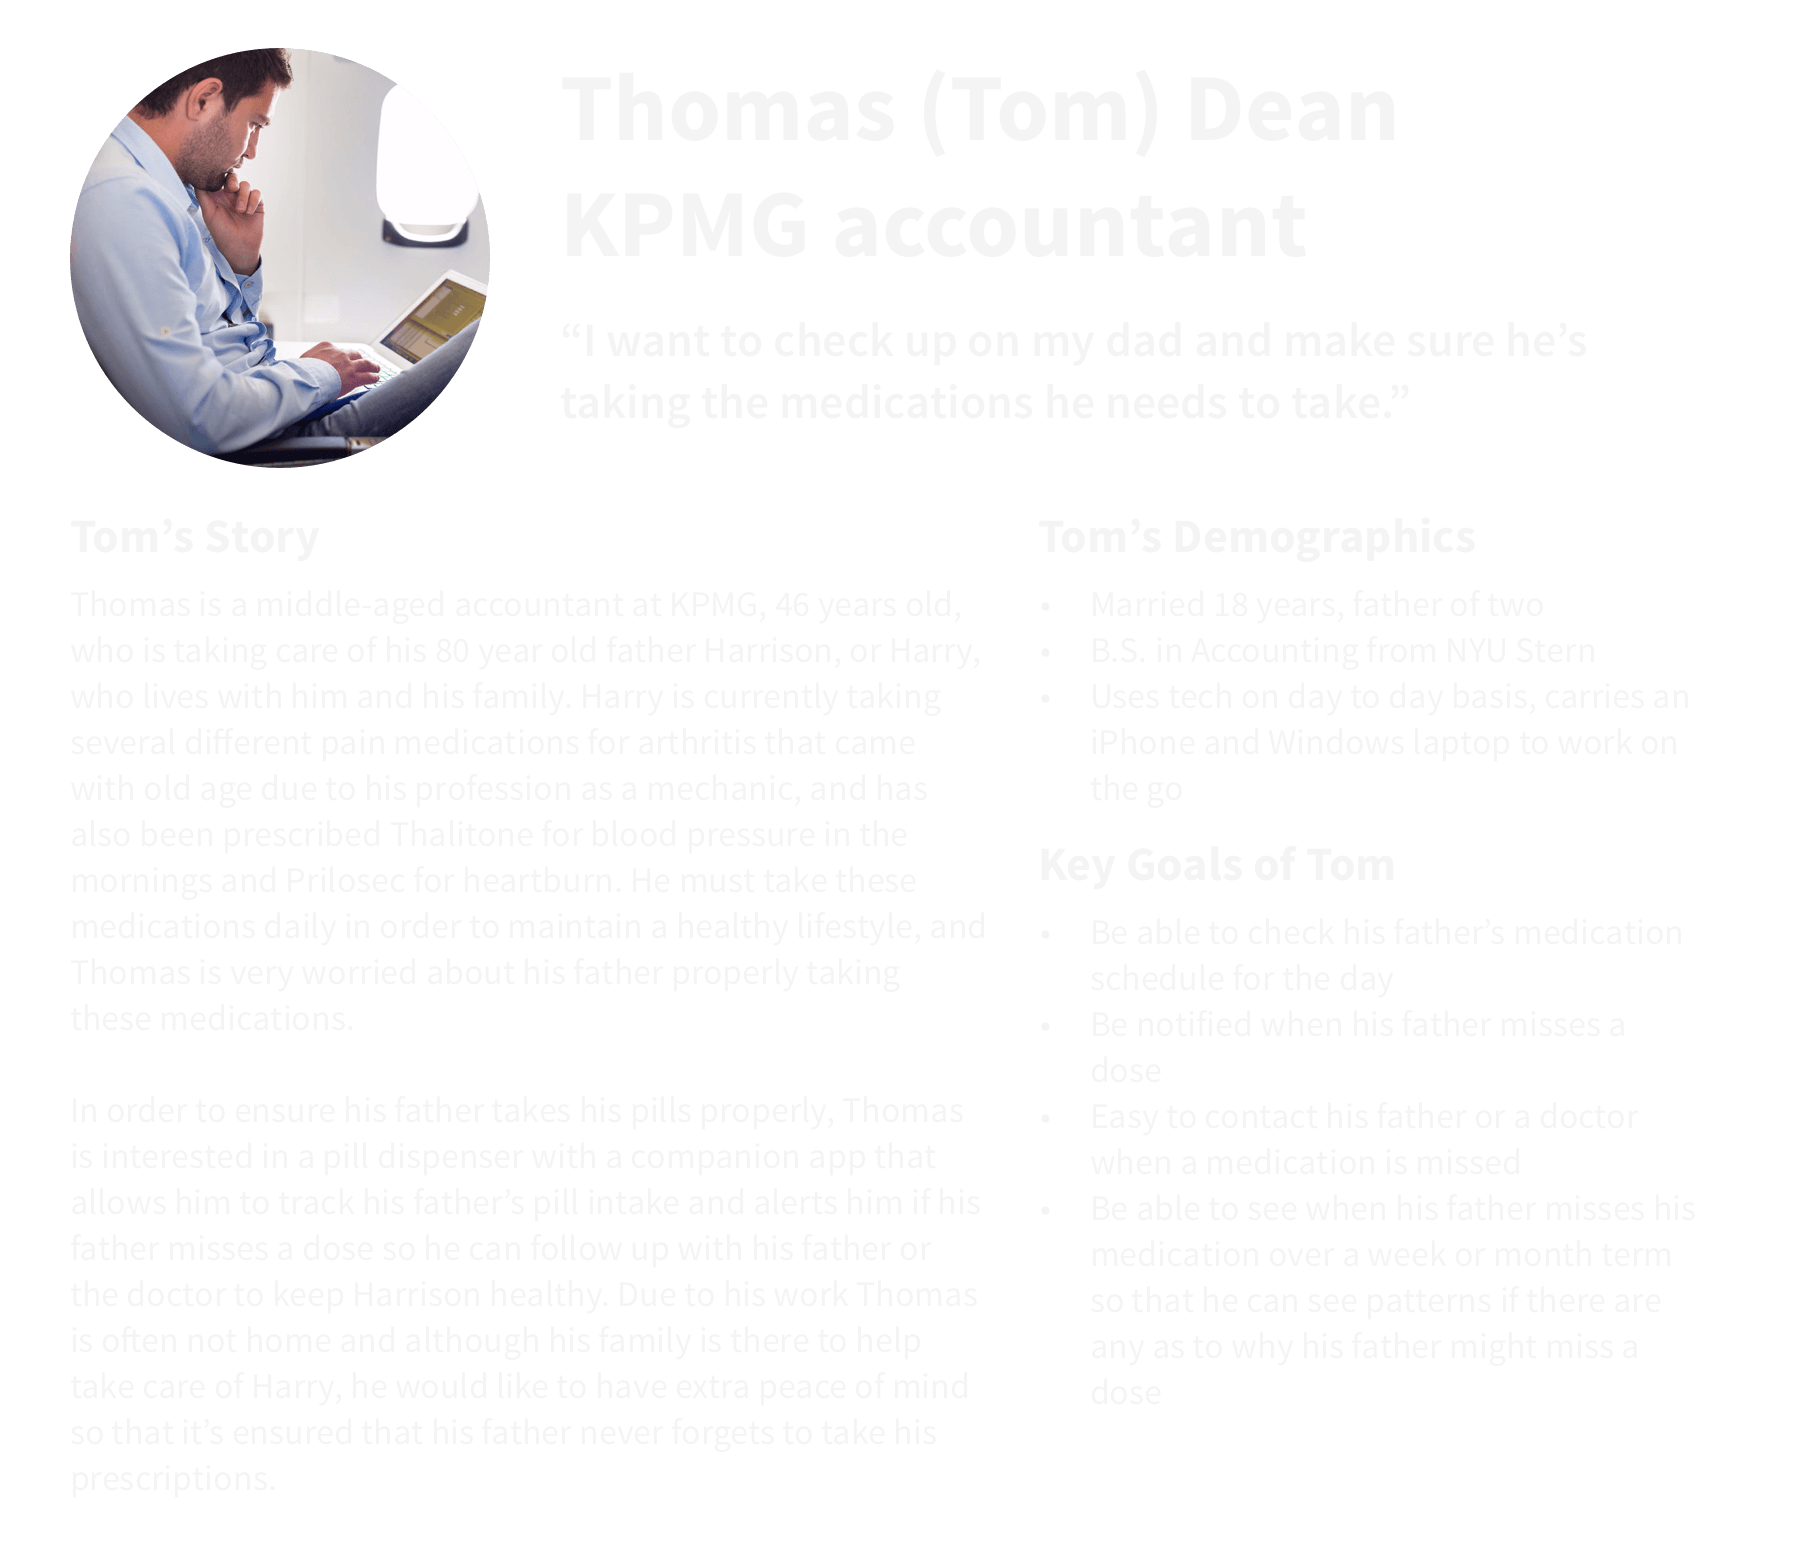 Thomas (Tom) Dean
KPMG accountant
“I want to check up on my dad and make sure he’s
taking the medications he needs to take.”
Tom’s Story
Thomas is a middle-aged accountant at KPMG, 46 years old,
who is taking care of his 80 year old father Harrison, or Harry,
who lives with him and his family. Harry is currently taking
several different pain medications for arthritis that came
with old age due to his profession as a mechanic, and has
also been prescribed Thalitone for blood pressure in the
mornings and Prilosec for heartburn. He must take these
medications daily in order to maintain a healthy lifestyle, and
Thomas is very worried about his father properly taking
these medications.
In order to ensure his father takes his pills properly, Thomas
is interested in a pill dispenser with a companion app that
allows him to track his father’s pill intake and alerts him if his
father misses a dose so he can follow up with his father or
the doctor to keep Harrison healthy. Due to his work Thomas
is often not home and although his family is there to help
take care of Harry, he would like to have extra peace of mind
so that it’s ensured that his father never forgets to take his
prescriptions.
Tom’s Demographics
• Married 18 years, father of two
• B.S. in Accounting from NYU Stern
• Uses tech on day to day basis, carries an
iPhone and Windows laptop to work on
the go
Key Goals of Tom
• Be able to check his father’s medication
schedule for the day
• Be notified when his father misses a
dose
• Easy to contact his father or a doctor
when a medication is missed
• Be able to see when his father misses his
medication over a week or month term
so that he can see patterns if there are
any as to why his father might miss a
dose